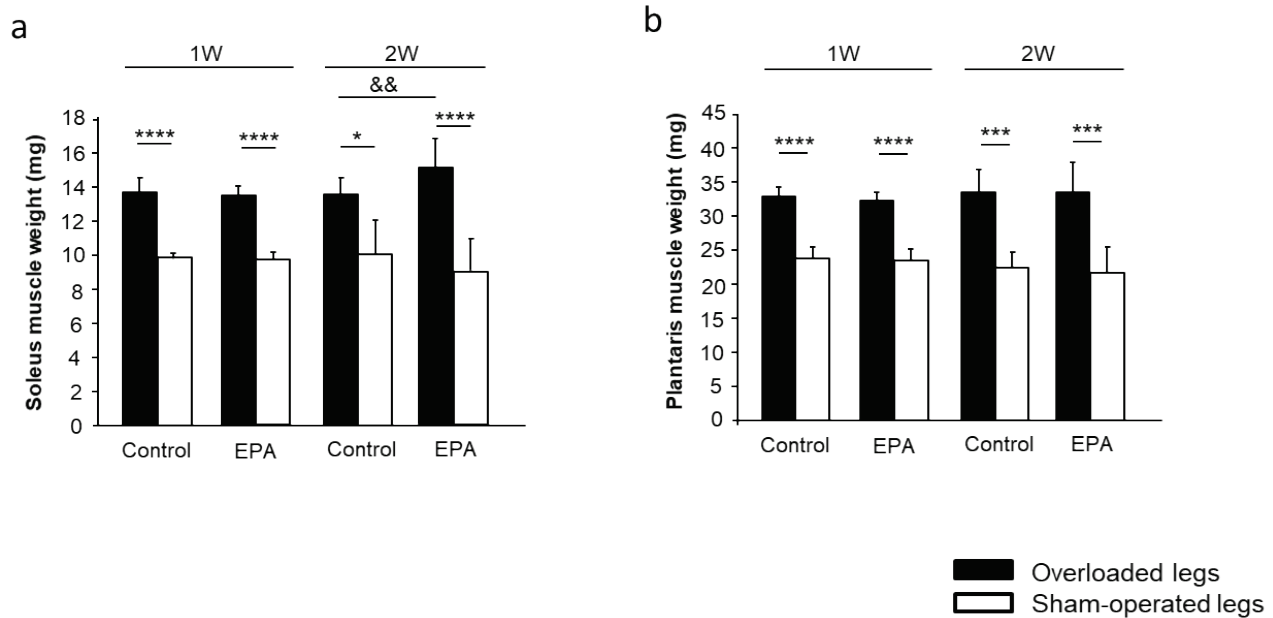 a
1W 2W
&&
**** **** * ****
Soleus muscle weight (mg)
18
16
14
12
10
8
6
4
2
0
Control EPA Control EPA
b
1W 2W
**** **** *** ***
Plantaris muscle weight (mg)
45
40
35
30
25
20
15
10
5
0
Control EPA Control EPA
Overloaded legs
Sham-operated legs